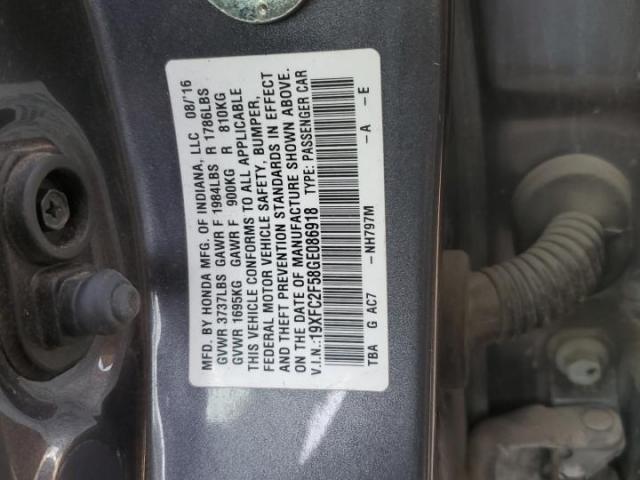 MFD. BY HONDA MFG. OF INDIANA, LLC 08/'16
GVWR 3737LBS GAWR F 1984LBS R 1786LBS
GVWR 1695KG GAWR F 900KG R 810KG
THIS VEHICLE CONFORMS TO ALL APPLICABLE
FEDERAL MOTOR VEHICLE SAFETY, BUMPER,
AND THEFT PREVENTION STANDARDS IN EFFECT
ON THE DATE OF MANUFACTURE SHOWN ABOVE.
V.I.N.:19XFC2F58GE086918 TYPE: PASSENGER CAR
TBA G AC7 -NH797M -A -E